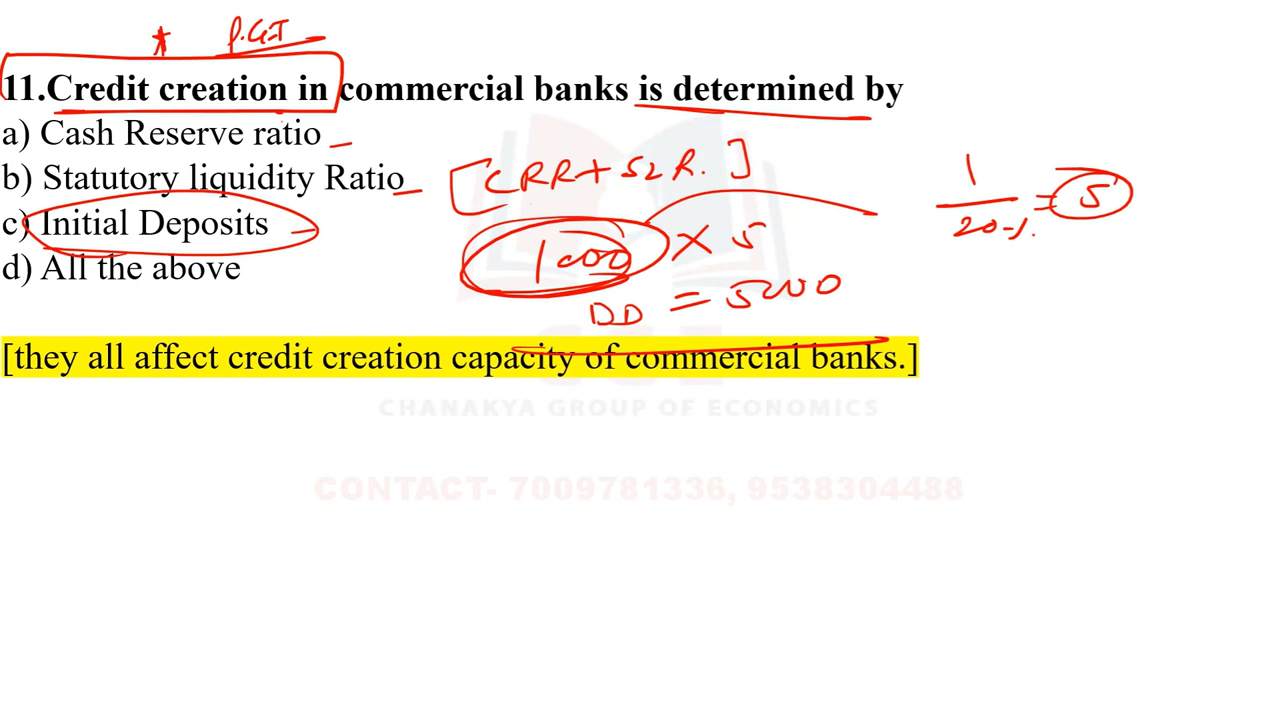 P.G.T
11.Credit creation in commercial banks is determined by
a) Cash Reserve ratio
b) Statutory liquidity Ratio
[CRR + SLR.]
1/20% = 5
c) Initial Deposits
1000 × 5
d) All the above
DD = 5000
[they all affect credit creation capacity of commercial banks.]
CHANAKYA GROUP OF ECONOMICS
CONTACT- 7009781336, 9538304488